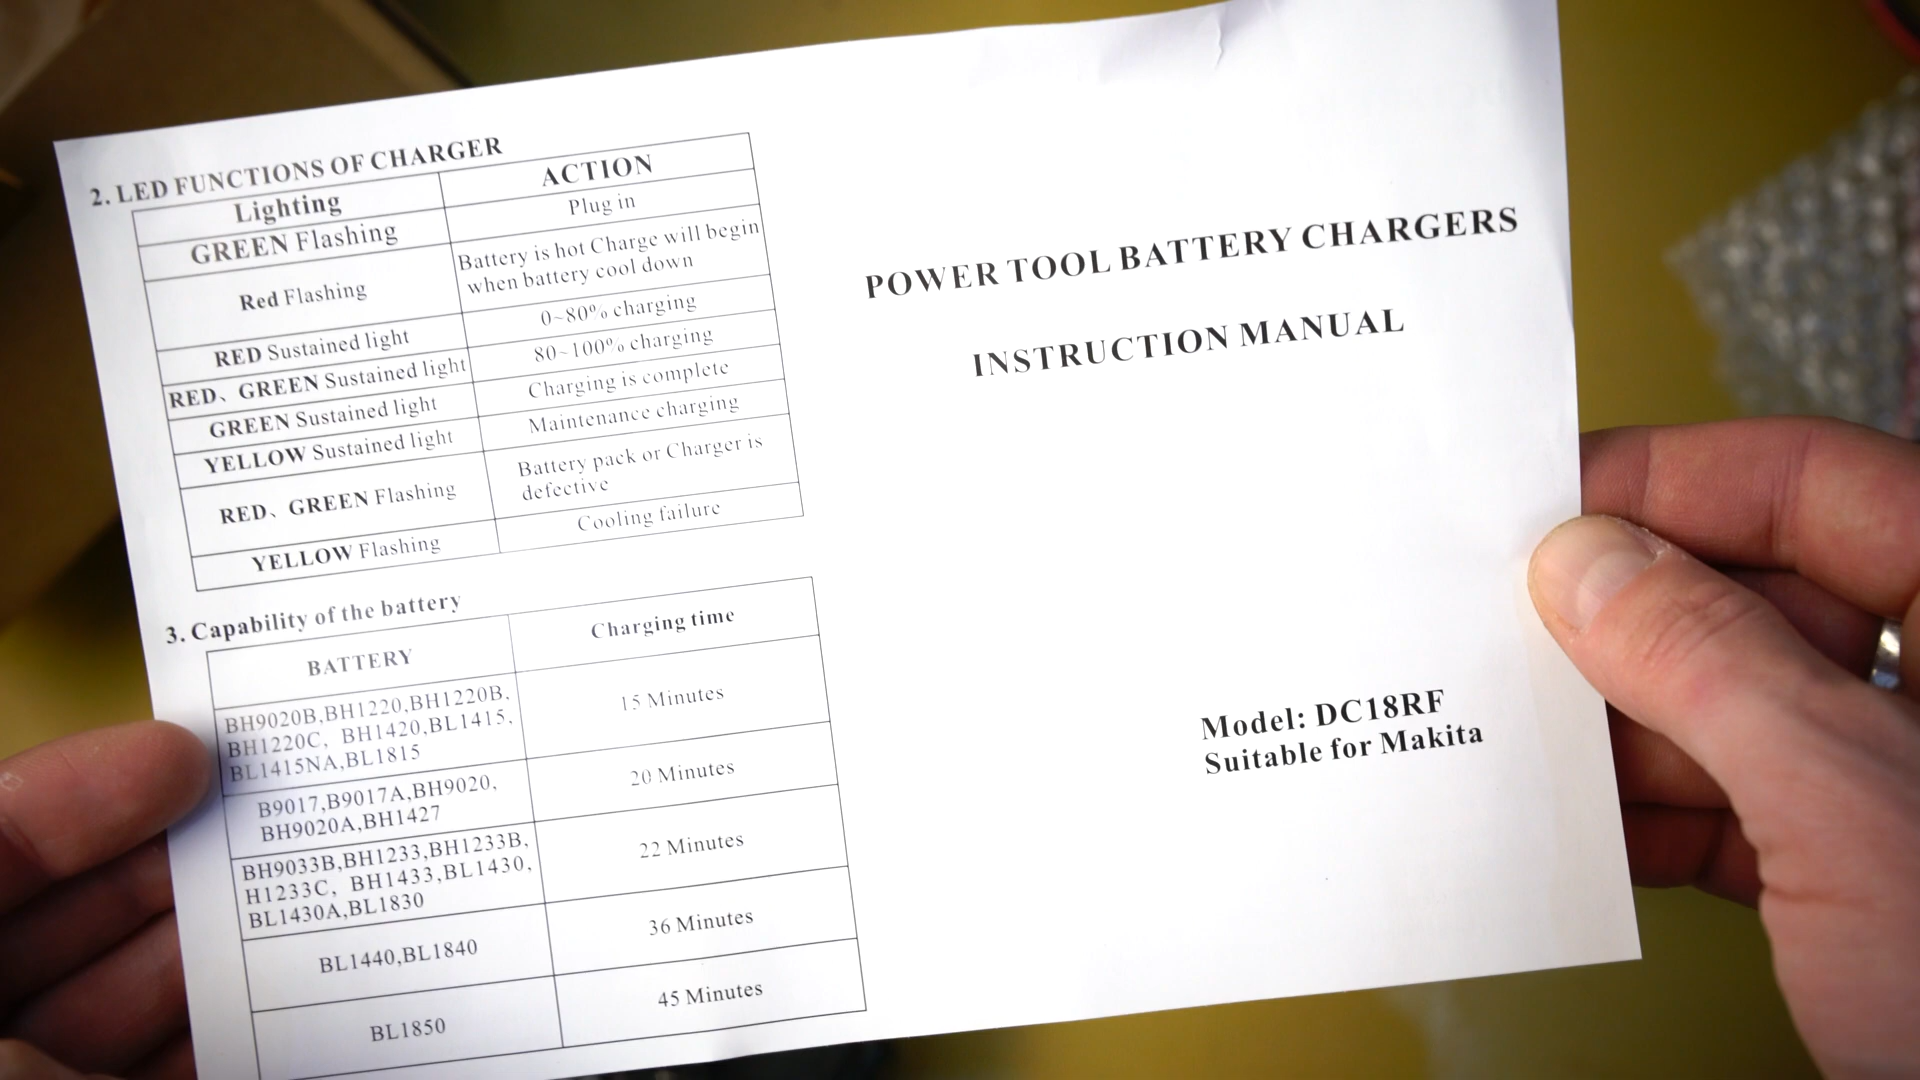 2. LED FUNCTIONS OF CHARGER
Lighting ACTION
GREEN Flashing Plug in
Red Flashing Battery is hot Charge will begin
when battery cool down
RED Sustained light 0~80% charging
RED、GREEN Sustained light 80~100% charging
GREEN Sustained light Charging is complete
YELLOW Sustained light Maintenance charging
RED、GREEN Flashing Battery pack or Charger is
defective
YELLOW Flashing Cooling failure
3. Capability of the battery
BATTERY Charging time
BH9020B,BH1220,BH1220B,
BH1220C, BH1420,BL1415,
BL1415NA,BL1815
15 Minutes
B9017,B9017A,BH9020,
BH9020A,BH1427
20 Minutes
BH9033B,BH1233,BH1233B,
H1233C, BH1433,BL1430,
BL1430A,BL1830
22 Minutes
BL1440,BL1840 36 Minutes
BL1850 45 Minutes
POWER TOOL BATTERY CHARGERS
INSTRUCTION MANUAL
Model: DC18RF
Suitable for Makita